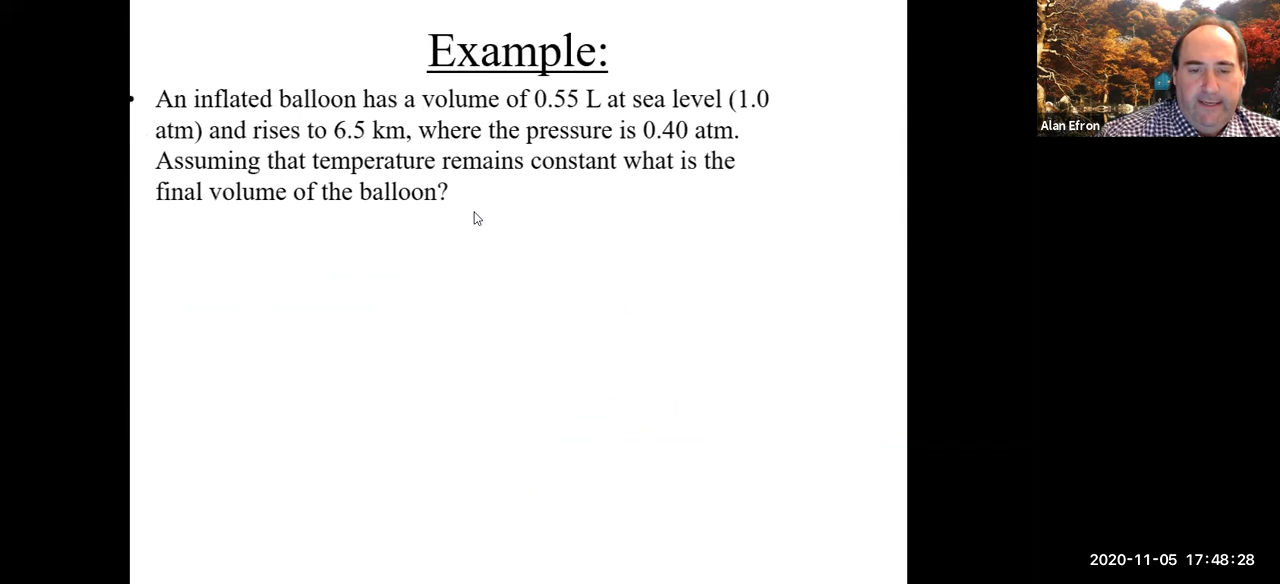 Example:
• An inflated balloon has a volume of 0.55 L at sea level (1.0
atm) and rises to 6.5 km, where the pressure is 0.40 atm.
Assuming that temperature remains constant what is the
final volume of the balloon?
Alan Efron
2020-11-05 17:48:28